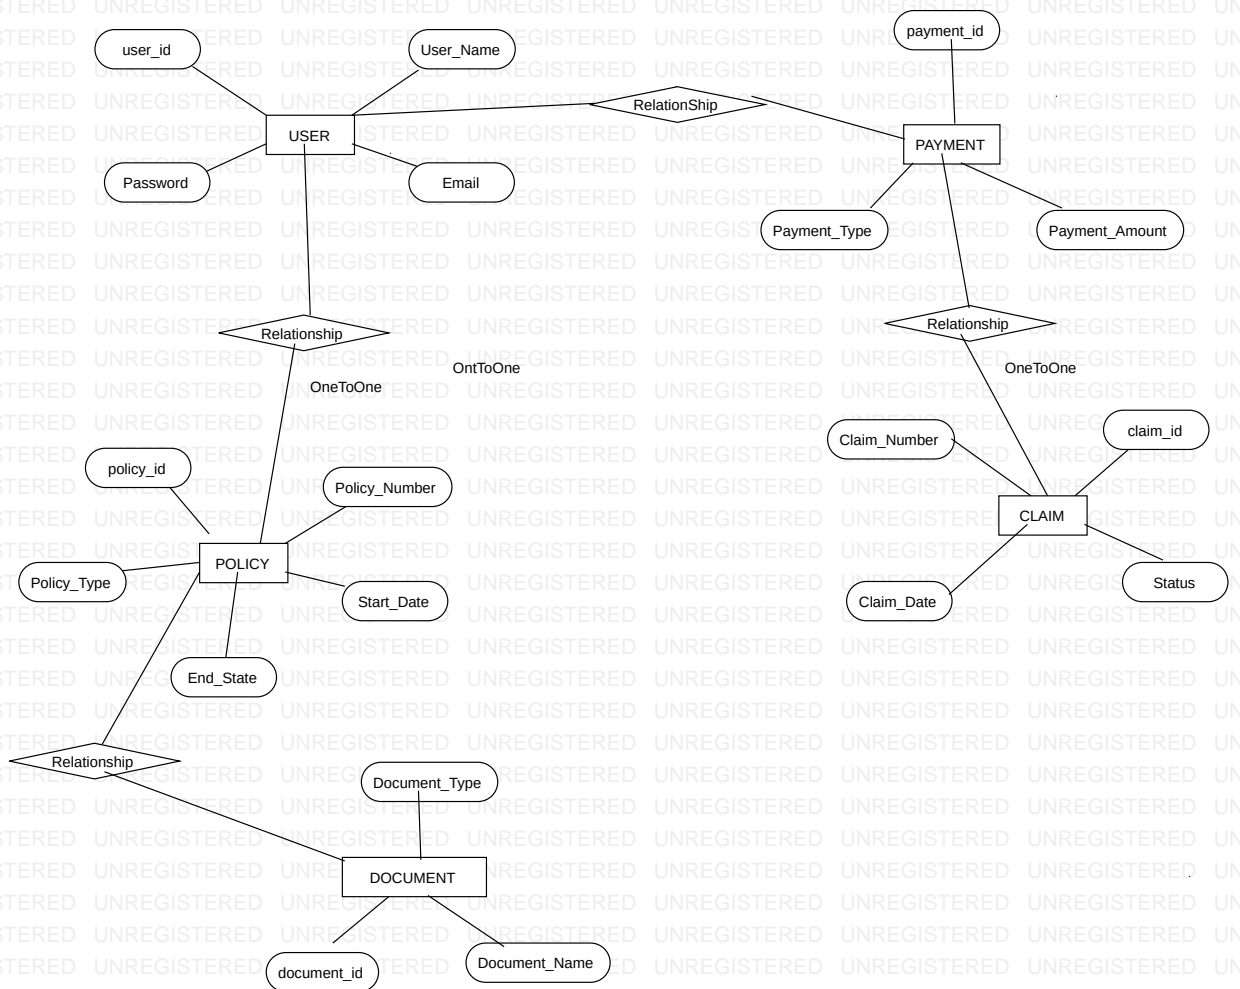 payment_id
user_id
User_Name
RelationShip
USER
PAYMENT
Password
Email
Payment_Type
Payment_Amount
Relationship
Relationship
OntToOne
OneToOne
OneToOne
Claim_Number
claim_id
policy_id
Policy_Number
CLAIM
POLICY
Policy_Type
Status
Start_Date
Claim_Date
End_State
Relationship
Document_Type
DOCUMENT
Document_Name
document_id
UNREGISTERED